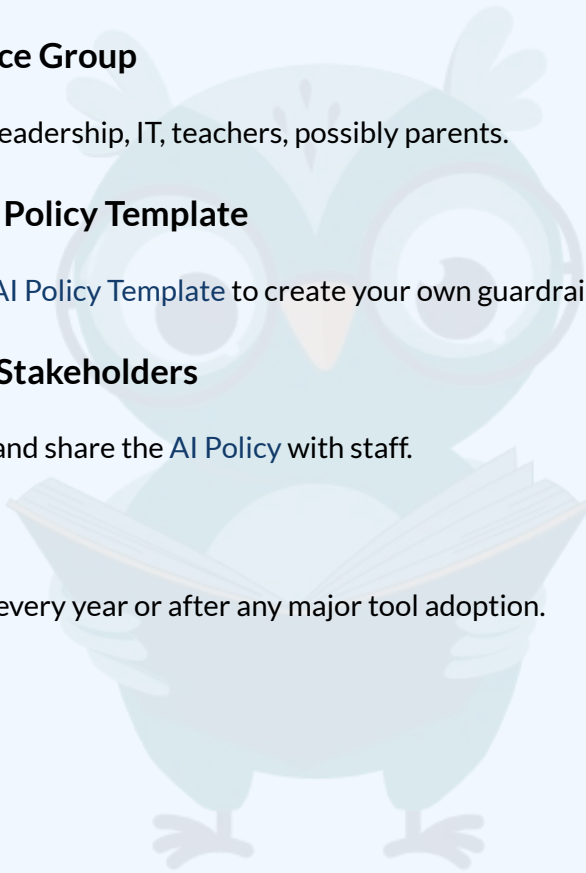 ce Group
eadership, IT, teachers, possibly parents.
Policy Template
AI Policy Template to create your own guardrai
Stakeholders
and share the AI Policy with staff.
every year or after any major tool adoption.